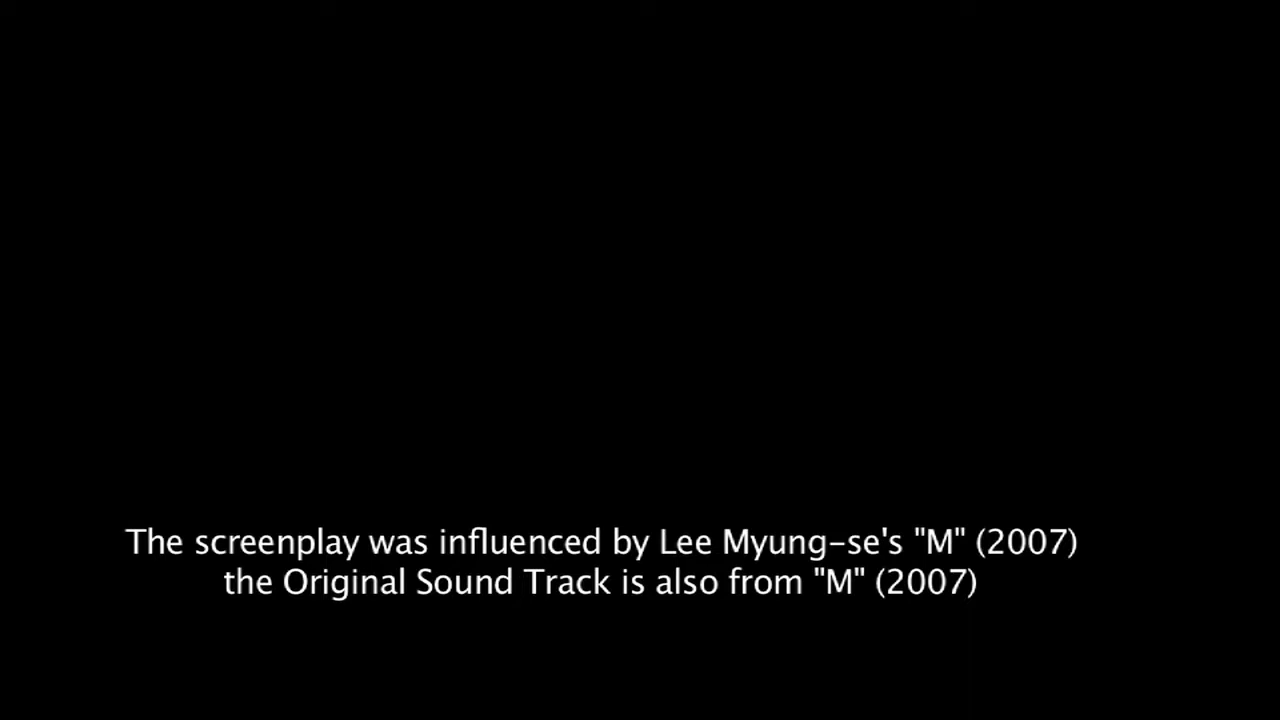 The screenplay was influenced by Lee Myung-se's "M" (2007)
the Original Sound Track is also from "M" (2007)